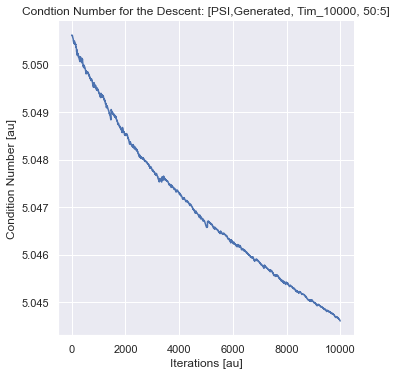 Condtion Number for the Descent: [PSI,Generated, Tim_10000, 50:5]
5.050
5.049
5.048
5.047
5.046
5.045
Condition Number [au]
0 2000 4000 6000 8000 10000
Iterations [au]